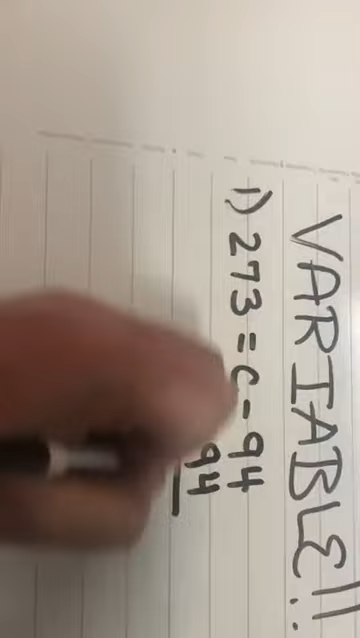 VARIABLE!!
1) 273 = c - 94
94